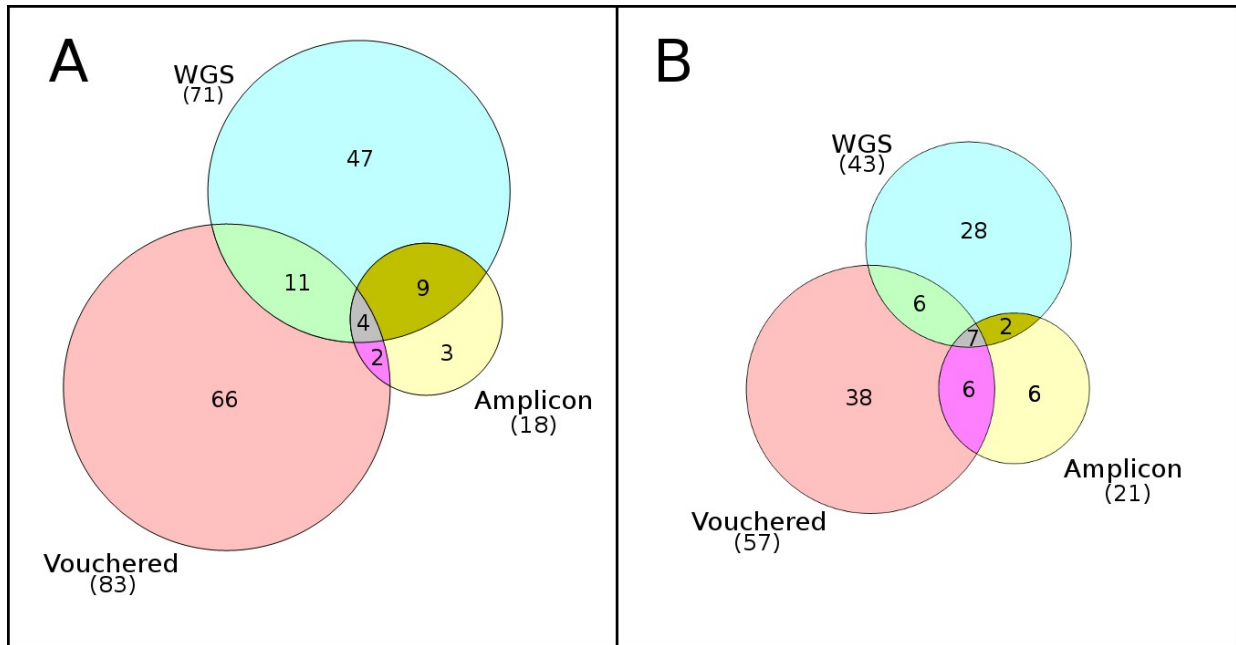 A
WGS
(71)
47
11
9
4
2
3
66
Amplicon
(18)
Vouchered
(83)
B
WGS
(43)
28
6
2
7
6
6
38
Amplicon
(21)
Vouchered
(57)